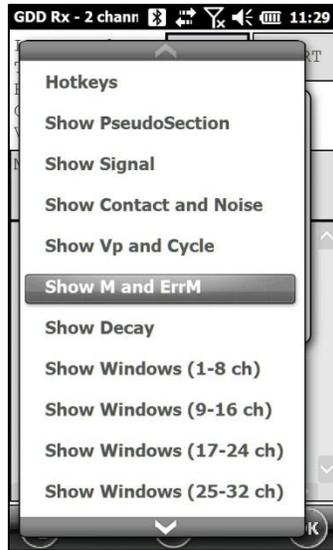 GDD Rx - 2 chann 11:29
RT
Hotkeys
Show PseudoSection
Show Signal
Show Contact and Noise
Show Vp and Cycle
Show M and ErrM
Show Decay
Show Windows (1-8 ch)
Show Windows (9-16 ch)
Show Windows (17-24 ch)
Show Windows (25-32 ch)